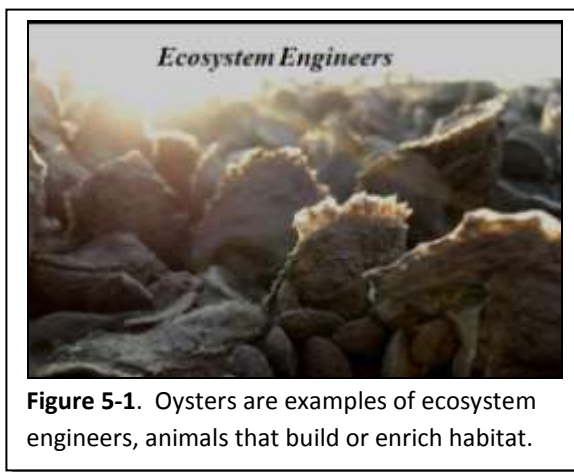 Ecosystem Engineers
Figure 5-1. Oysters are examples of ecosystem
engineers, animals that build or enrich habitat.